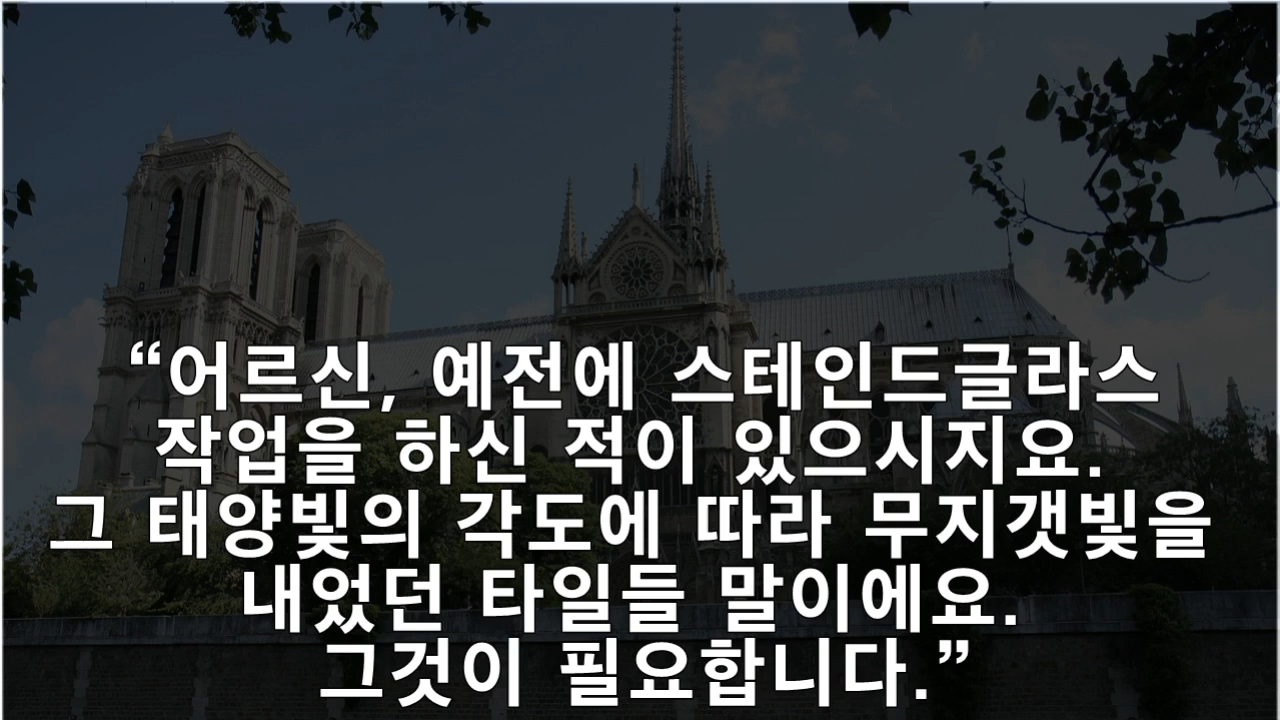 “어르신, 예전에 스테인드글라스
작업을 하신 적이 있으시지요.
그 태양빛의 각도에 따라 무지갯빛을
내었던 타일들 말이에요.
그것이 필요합니다.”